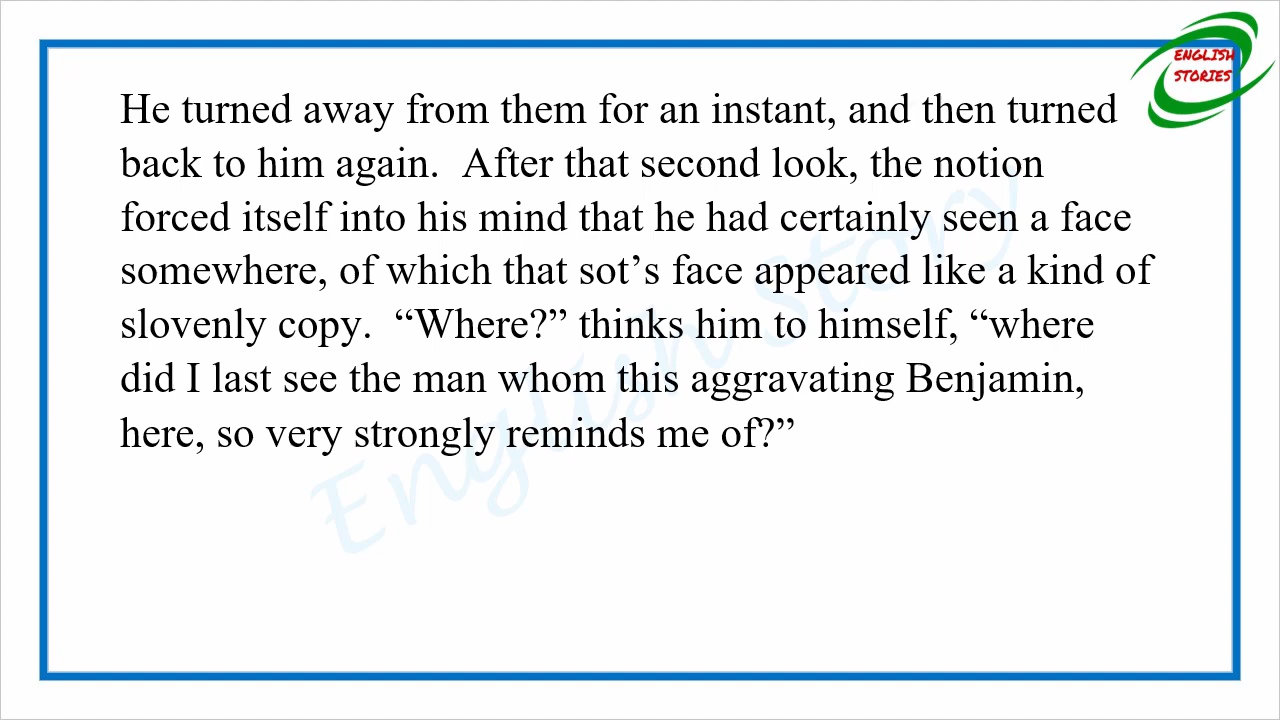 ENGLISH
STORIES
He turned away from them for an instant, and then turned
back to him again.  After that second look, the notion
forced itself into his mind that he had certainly seen a face
somewhere, of which that sot’s face appeared like a kind of
slovenly copy.  “Where?” thinks him to himself, “where
did I last see the man whom this aggravating Benjamin,
here, so very strongly reminds me of?”
English Story